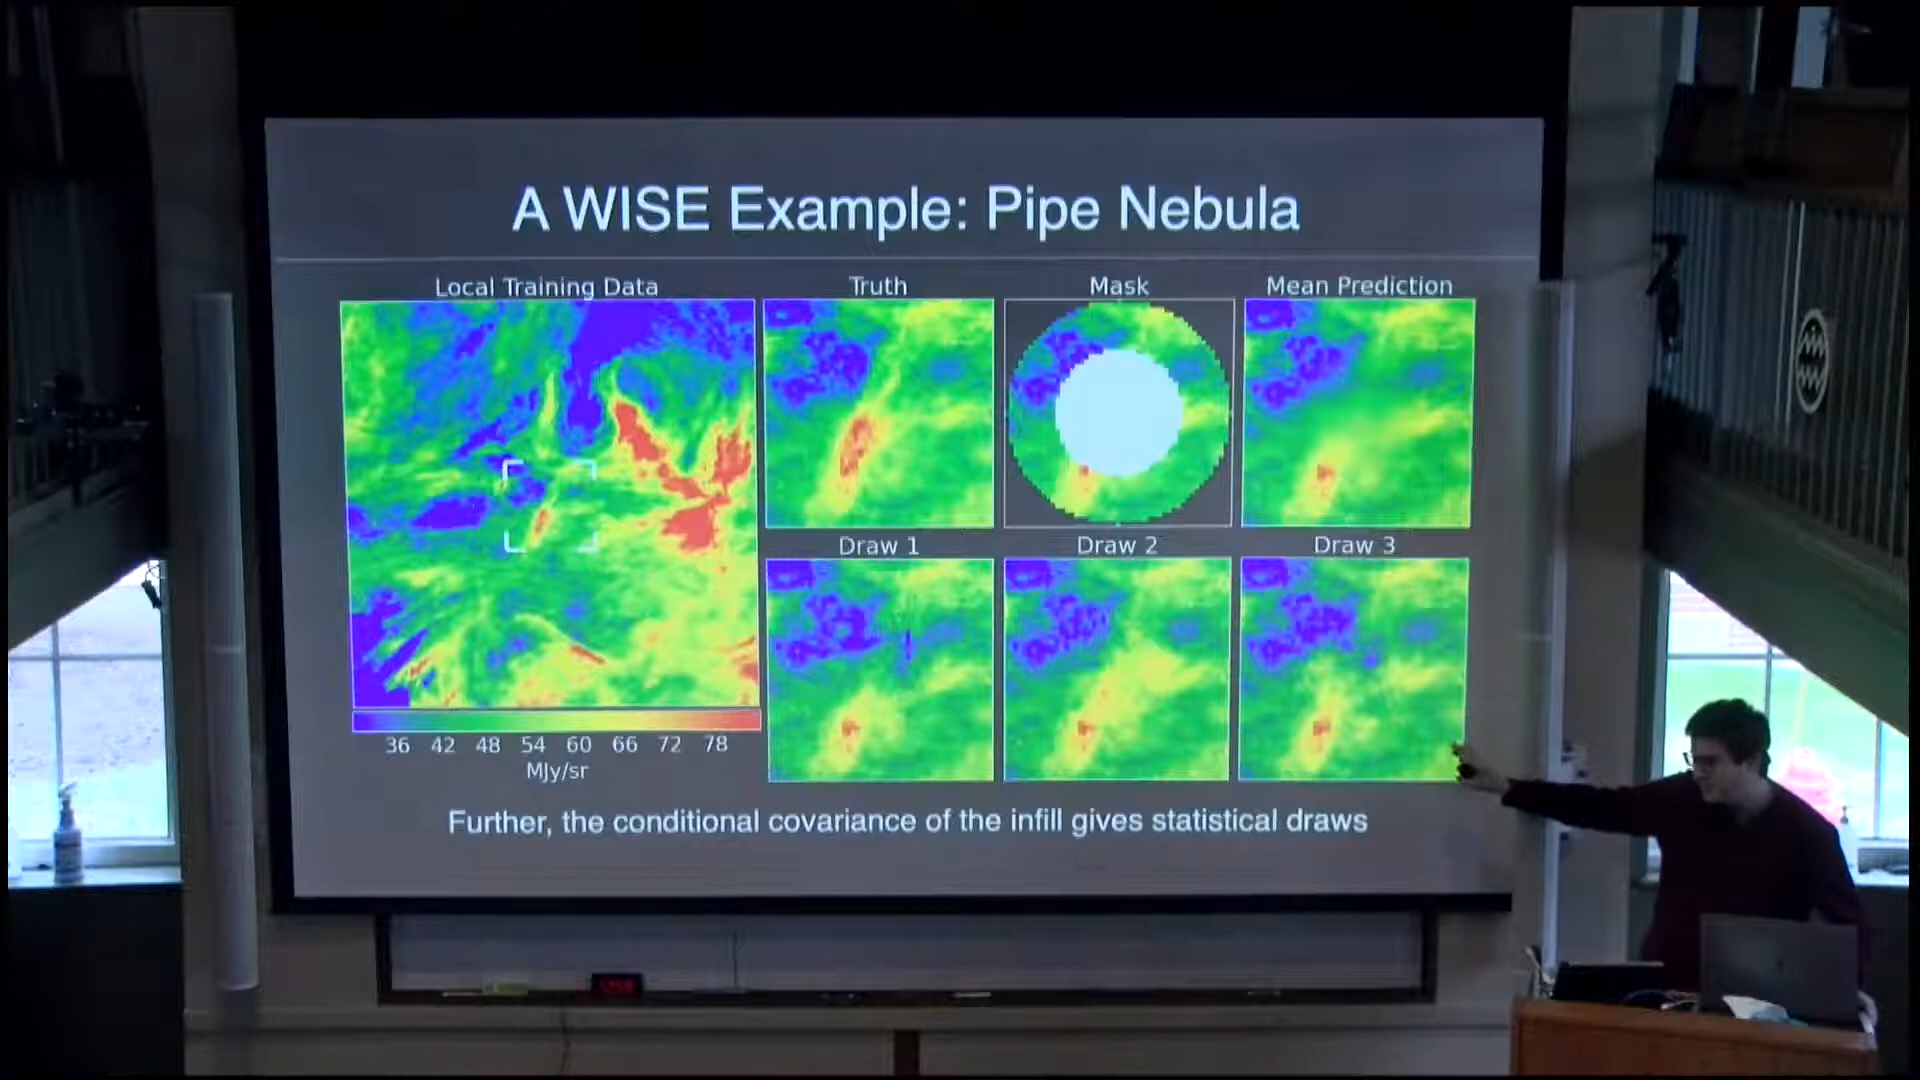 A WISE Example: Pipe Nebula
Local Training Data
Truth
Mask
Mean Prediction
Draw 1
Draw 2
Draw 3
36 42 48 54 60 66 72 78
MJy/sr
Further, the conditional covariance of the infill gives statistical draws